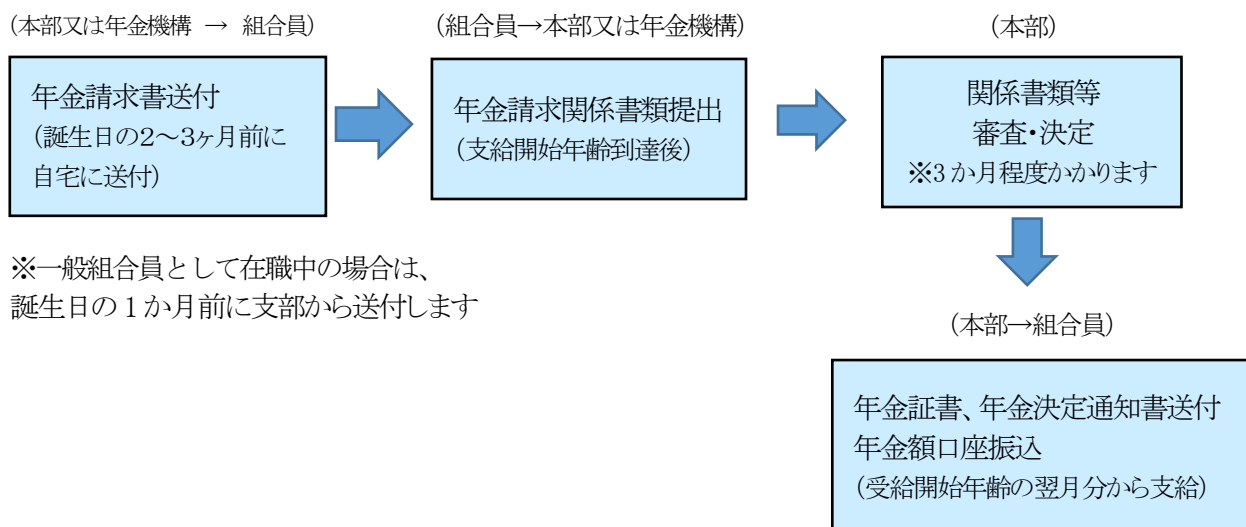 (本部又は年金機構 → 組合員)
年金請求書送付
(誕生日の2～3ヶ月前に
自宅に送付)
(組合員→本部又は年金機構)
年金請求関係書類提出
(支給開始年齢到達後)
(本部)
関係書類等
審査・決定
※3か月程度かかります
※一般組合員として在職中の場合は、
誕生日の1か月前に支部から送付します
(本部→組合員)
年金証書、年金決定通知書送付
年金額口座振込
(受給開始年齢の翌月分から支給)